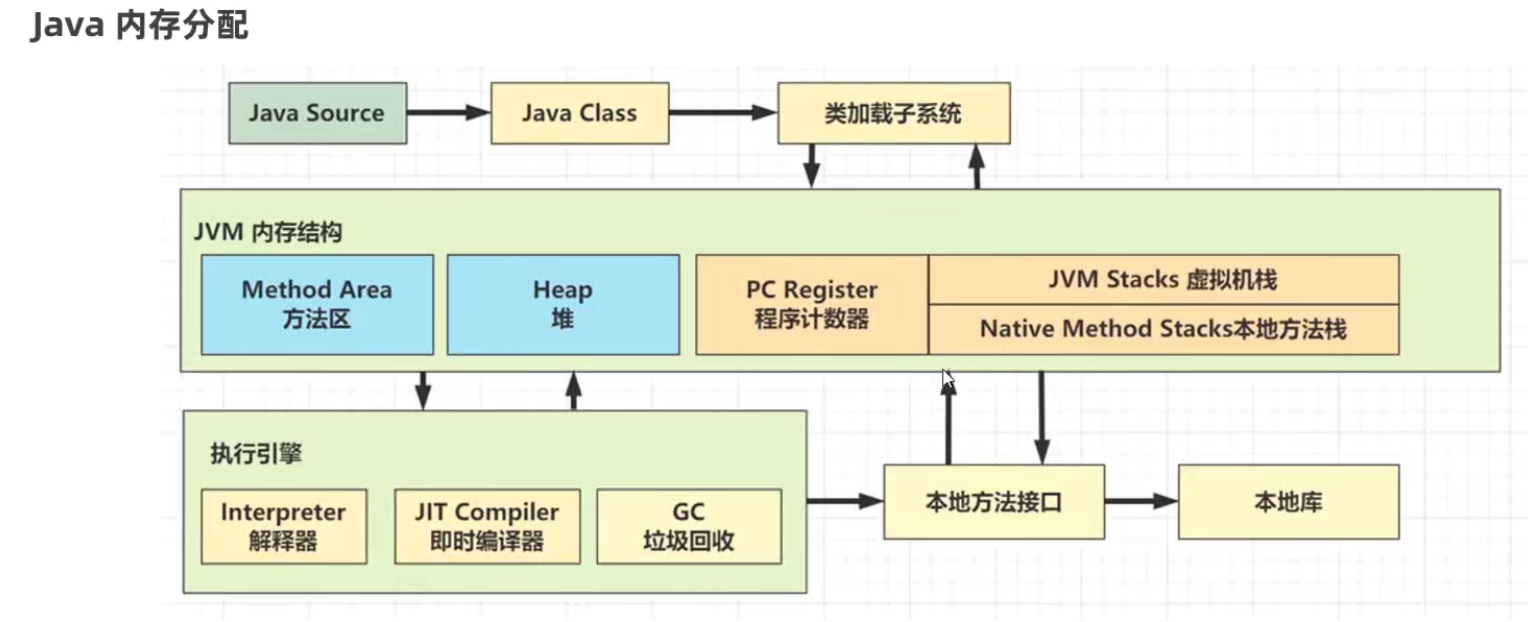 Java 内存分配
Java Source
Java Class
类加载子系统
JVM 内存结构
Method Area
方法区
Heap
堆
PC Register
程序计数器
JVM Stacks 虚拟机栈
Native Method Stacks本地方法栈
执行引擎
Interpreter
解释器
JIT Compiler
即时编译器
GC
垃圾回收
本地方法接口
本地库